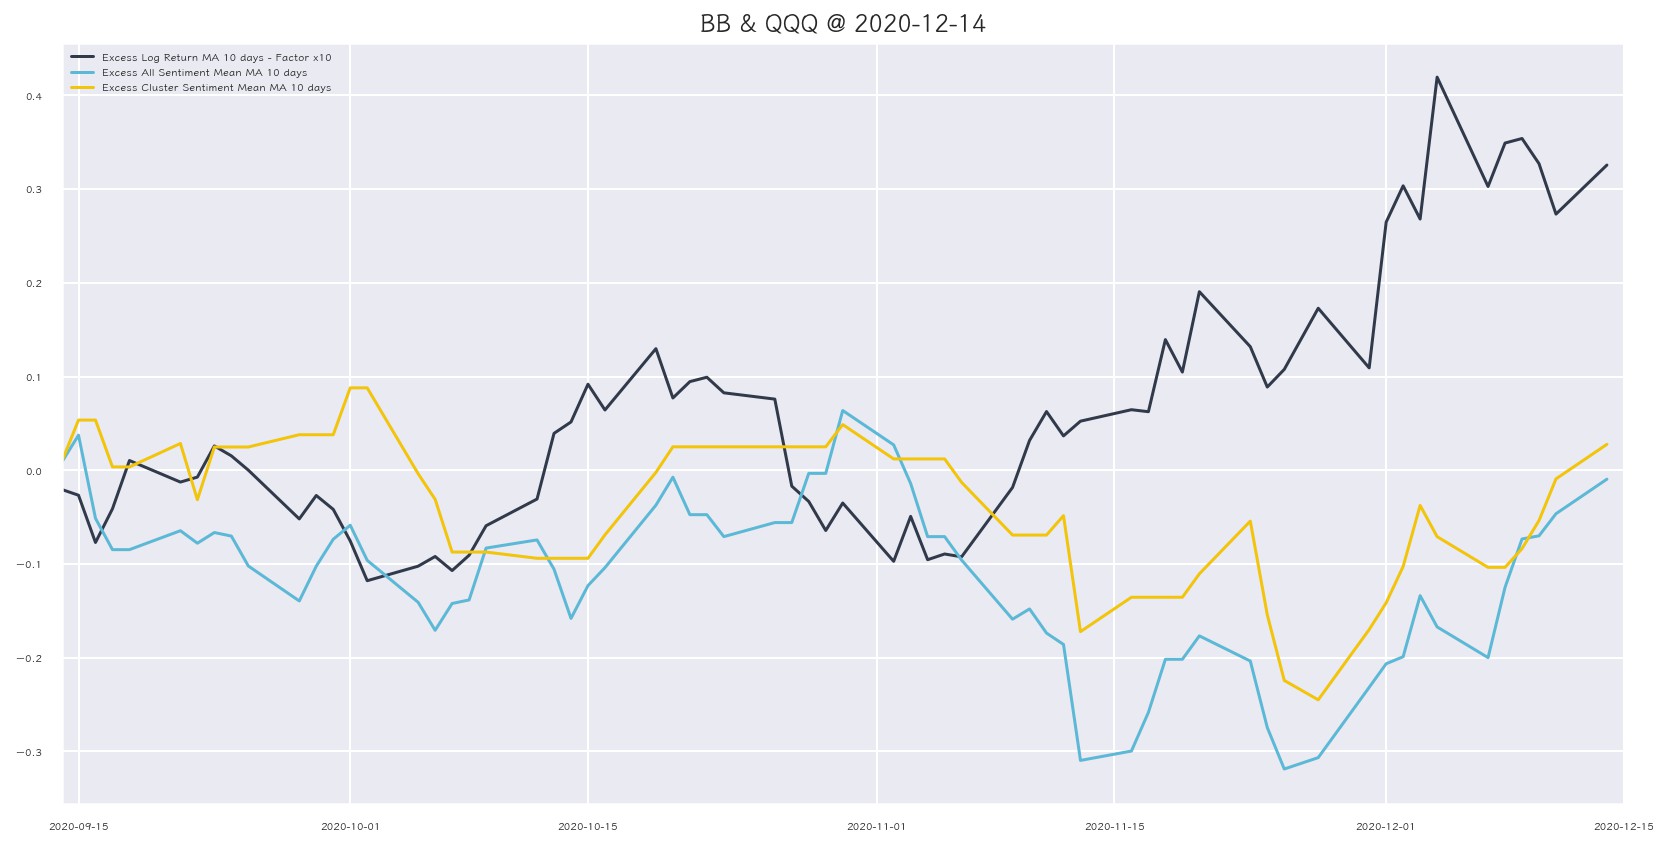 BB & QQQ @ 2020-12-14
Excess Log Return MA 10 days - Factor x10
Excess All Sentiment Mean MA 10 days
Excess Cluster Sentiment Mean MA 10 days
0.4
0.3
0.2
0.1
0.0
−0.1
−0.2
−0.3
2020-09-15 2020-10-01 2020-10-15 2020-11-01 2020-11-15 2020-12-01 2020-12-15